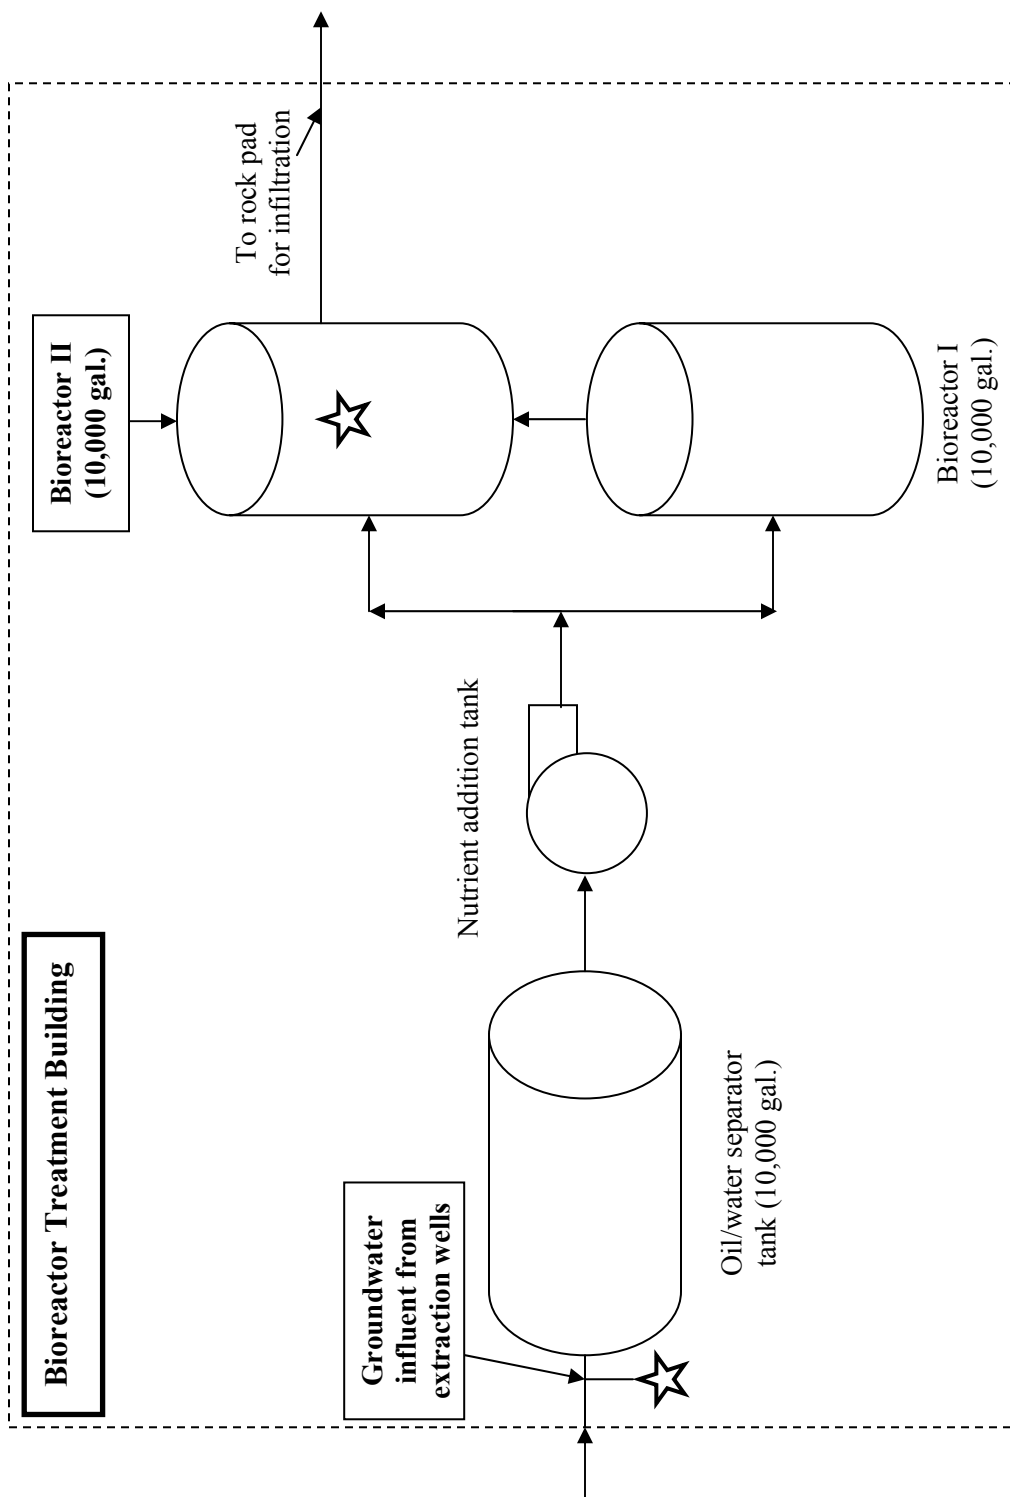 Bioreactor Treatment Building
Groundwater
influent from
extraction wells
Oil/water separator
tank (10,000 gal.)
Nutrient addition tank
Bioreactor II
(10,000 gal.)
Bioreactor I
(10,000 gal.)
To rock pad
for infiltration